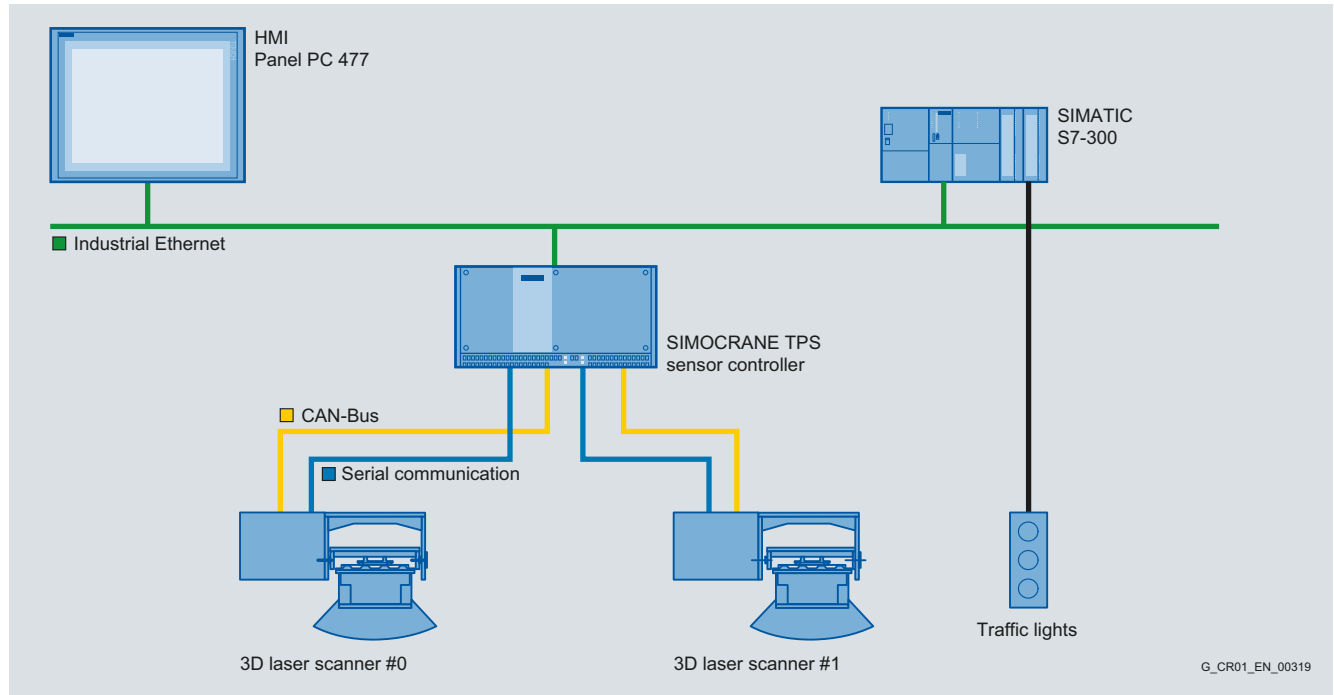 HMI
Panel PC 477
SIMATIC
S7-300
Industrial Ethernet
SIMOCRANE TPS
sensor controller
CAN-Bus
Serial communication
Traffic lights
3D laser scanner #0
3D laser scanner #1
G_CR01_EN_00319